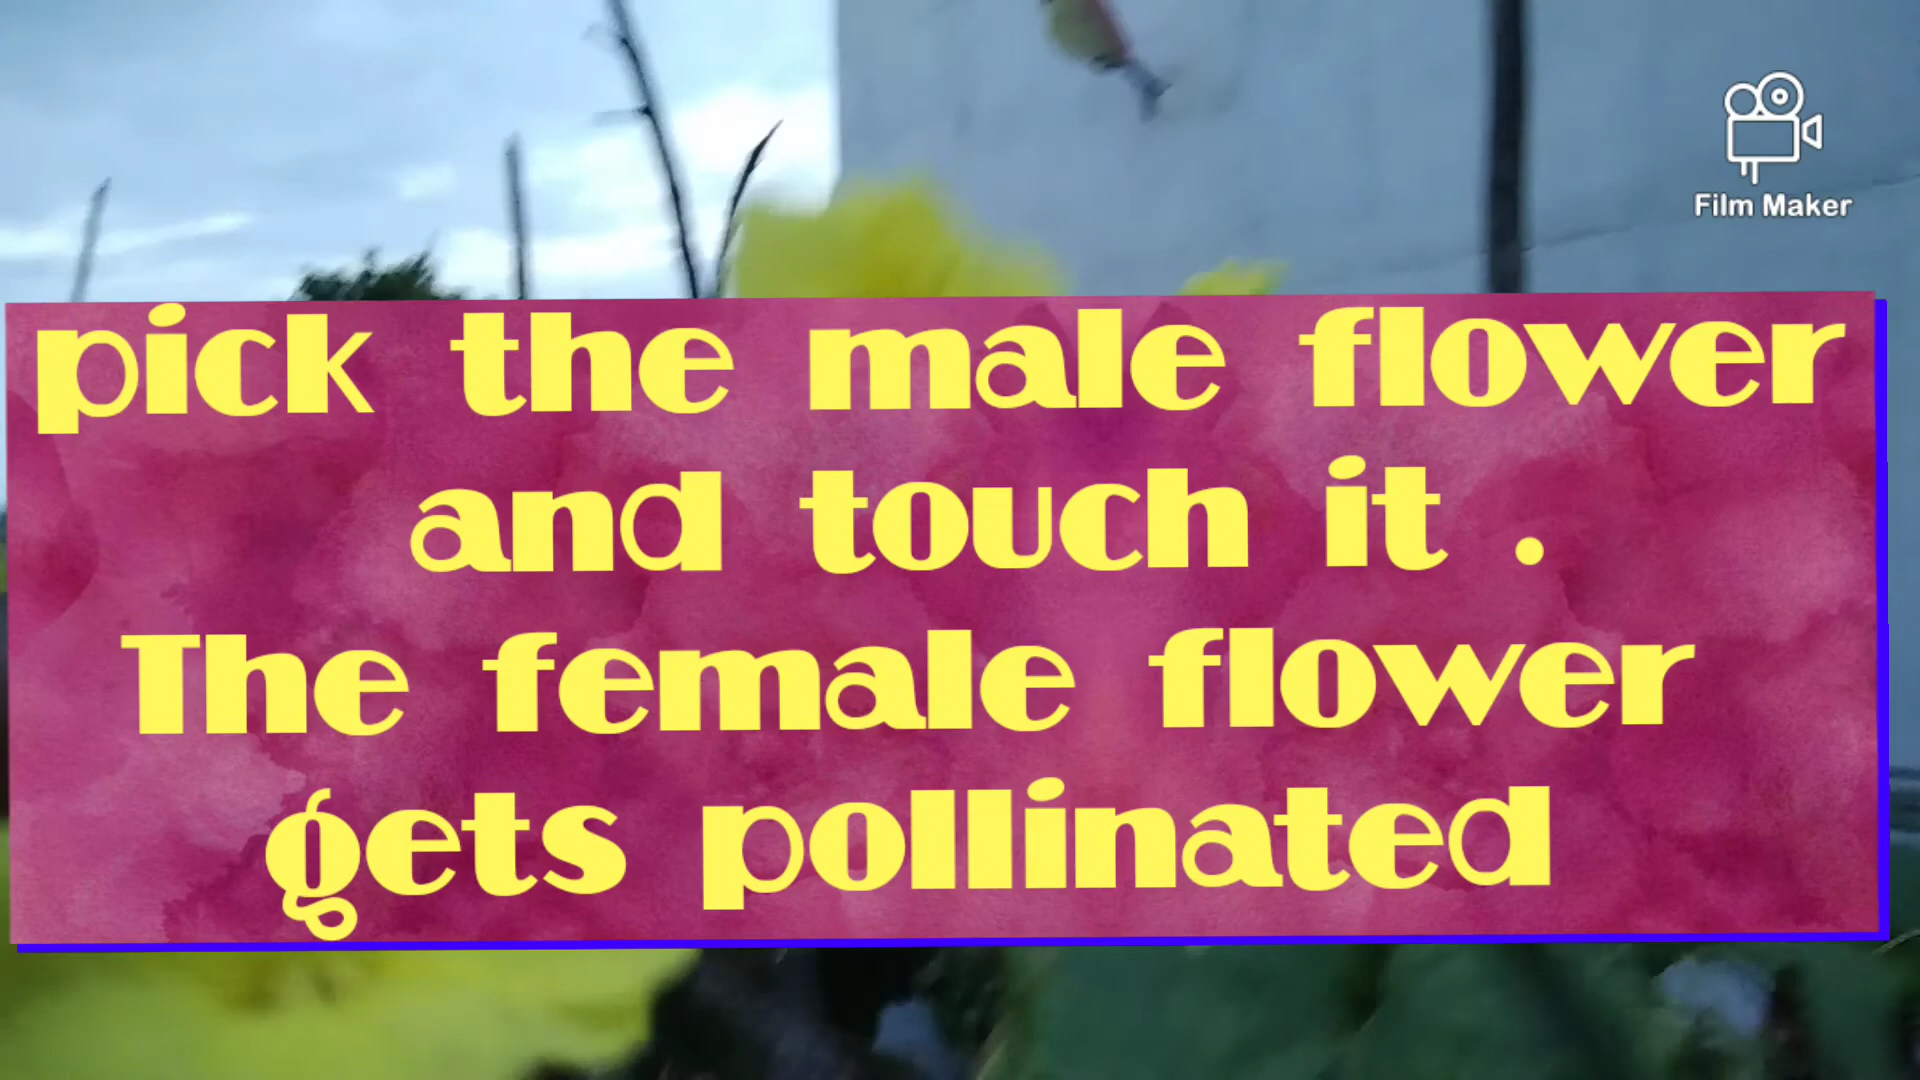 Film Maker
pick the male flower
and touch it .
The female flower
gets pollinated